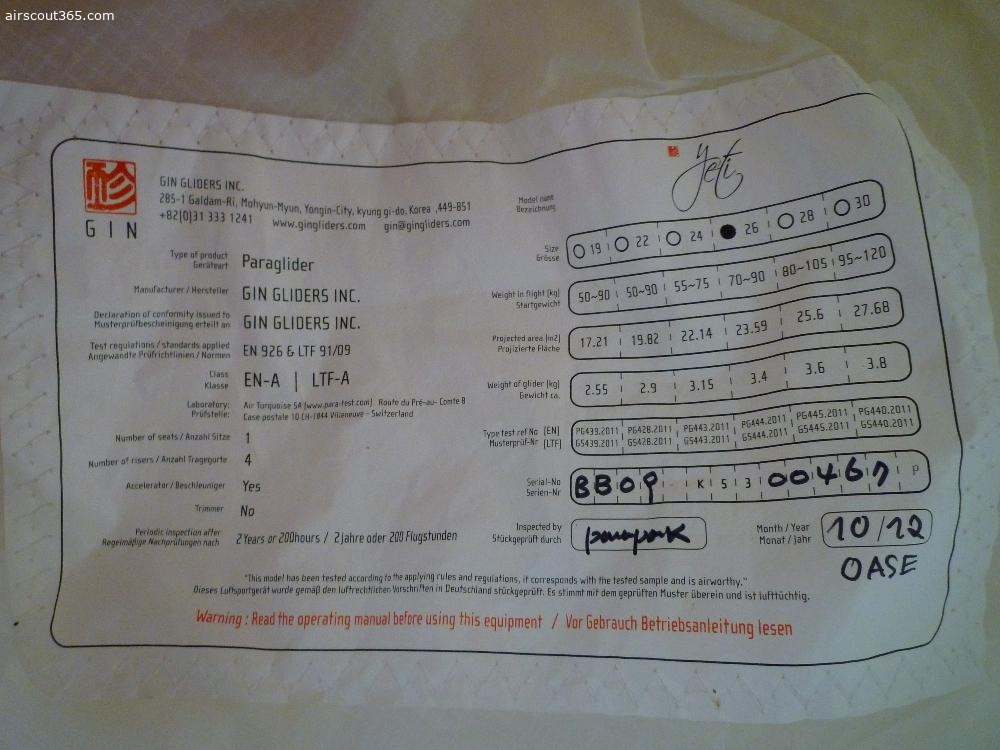 airscout365.com
GIN
GIN GLIDERS INC.
285-1 Galdam-Ri, Mohyun-Myun, Yongin-City, kyung gi-do, Korea ,449-851
+82(0)31 333 1241 www.gingliders.com gin@gingliders.com
Type of product
Geräteart
Paraglider
Manufacturer / Hersteller
GIN GLIDERS INC.
Declaration of conformity issued to
Musterprüfbescheinigung erteilt an
GIN GLIDERS INC.
Test regulations / standards applied
Angewandte Prüfrichtlinien / Normen
EN 926 & LTF 91/09
Class
Klasse
EN-A | LTF-A
Laboratory:
Prüfstelle:
Air Turquoise SA (www.para-test.com) Route du Pré-au- Comte 8
Case postale 10 CH-1844 Villeneuve - Switzerland
Number of seats / Anzahl Sitze
1
Number of risers / Anzahl Tragegurte
4
Accelerator / Beschleuniger
Yes
Trimmer
No
Periodic inspection after
Regelmäßige Nachprüfungen nach
2 Years or 200hours / 2 jahre oder 200 Flugstunden
Yeti
Model name
Bezeichnung
Size
Grösse
19 22 24 26 28 30
Weight in flight (kg)
Startgewicht
50~90 50~90 55~75 70~90 80~105 95~120
Projected area (m2)
Projizierte Fläche
17.21 19.82 22.14 23.59 25.6 27.68
Weight of glider (kg)
Gewicht ca.
2.55 2.9 3.15 3.4 3.6 3.8
Type test ref No (EN)
Musterprüf-Nr (LTF)
PG439.2011 PG428.2011 PG443.2011 PG444.2011 PG445.2011 PG440.2011
GS439.2011 GS428.2011 GS443.2011 GS444.2011 GS445.2011 GS440.2011
Serial-No
Serien-Nr
BB09 - K 5 3 00467 P
Inspected by
Stückgeprüft durch
parapark
Month / Year
Monat / jahr
10/12
OASE
"This model has been tested according to the applying rules and regulations, it corresponds with the tested sample and is airworthy."
Dieses Luftsportgerät wurde gemäß den luftrechtlichen Vorschriften in Deutschland stückgeprüft. Es stimmt mit dem geprüften Muster überein und ist lufttüchtig.
Warning : Read the operating manual before using this equipment / Vor Gebrauch Betriebsanleitung lesen